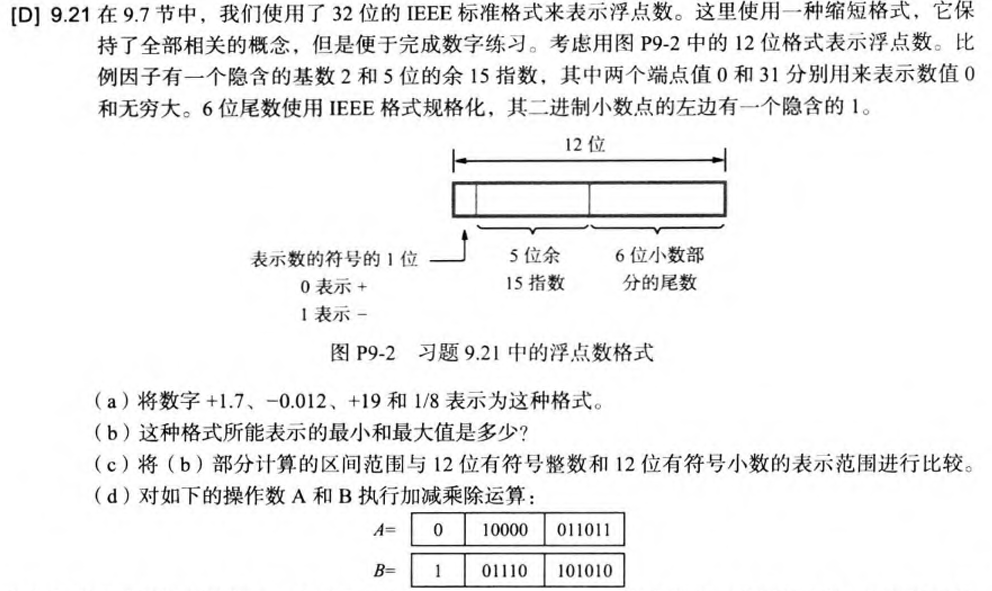 [D] 9.21 在 9.7 节中，我们使用了 32 位的 IEEE 标准格式来表示浮点数。这里使用一种缩短格式，它保
持了全部相关的概念，但是便于完成数字练习。考虑用图 P9-2 中的 12 位格式表示浮点数。比
例因子有一个隐含的基数 2 和 5 位的余 15 指数，其中两个端点值 0 和 31 分别用来表示数值 0
和无穷大。6 位尾数使用 IEEE 格式规格化，其二进制小数点的左边有一个隐含的 1。
12 位
表示数的符号的 1 位
0 表示 +
1 表示 −
5 位余
15 指数
6 位小数部
分的尾数
图 P9-2 习题 9.21 中的浮点数格式
（a）将数字 +1.7、−0.012、+19 和 1/8 表示为这种格式。
（b）这种格式所能表示的最小和最大值是多少？
（c）将（b）部分计算的区间范围与 12 位有符号整数和 12 位有符号小数的表示范围进行比较。
（d）对如下的操作数 A 和 B 执行加减乘除运算：
A= 0 10000 011011
B= 1 01110 101010